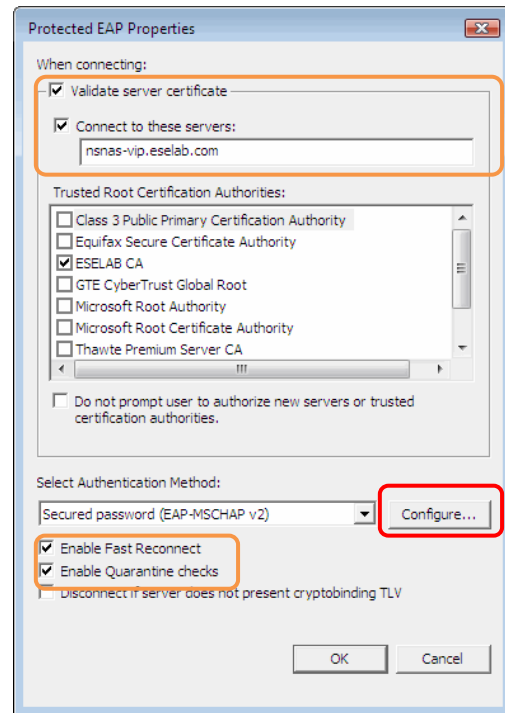 Protected EAP Properties
When connecting:
Validate server certificate
Connect to these servers:
nsnas-vip.eselab.com
Trusted Root Certification Authorities:
Class 3 Public Primary Certification Authority
Equifax Secure Certificate Authority
ESELAB CA
GTE CyberTrust Global Root
Microsoft Root Authority
Microsoft Root Certificate Authority
Thawte Premium Server CA
Do not prompt user to authorize new servers or trusted
certification authorities.
Select Authentication Method:
Secured password (EAP-MSCHAP v2) Configure...
Enable Fast Reconnect
Enable Quarantine checks
Disconnect if server does not present cryptobinding TLV
OK Cancel